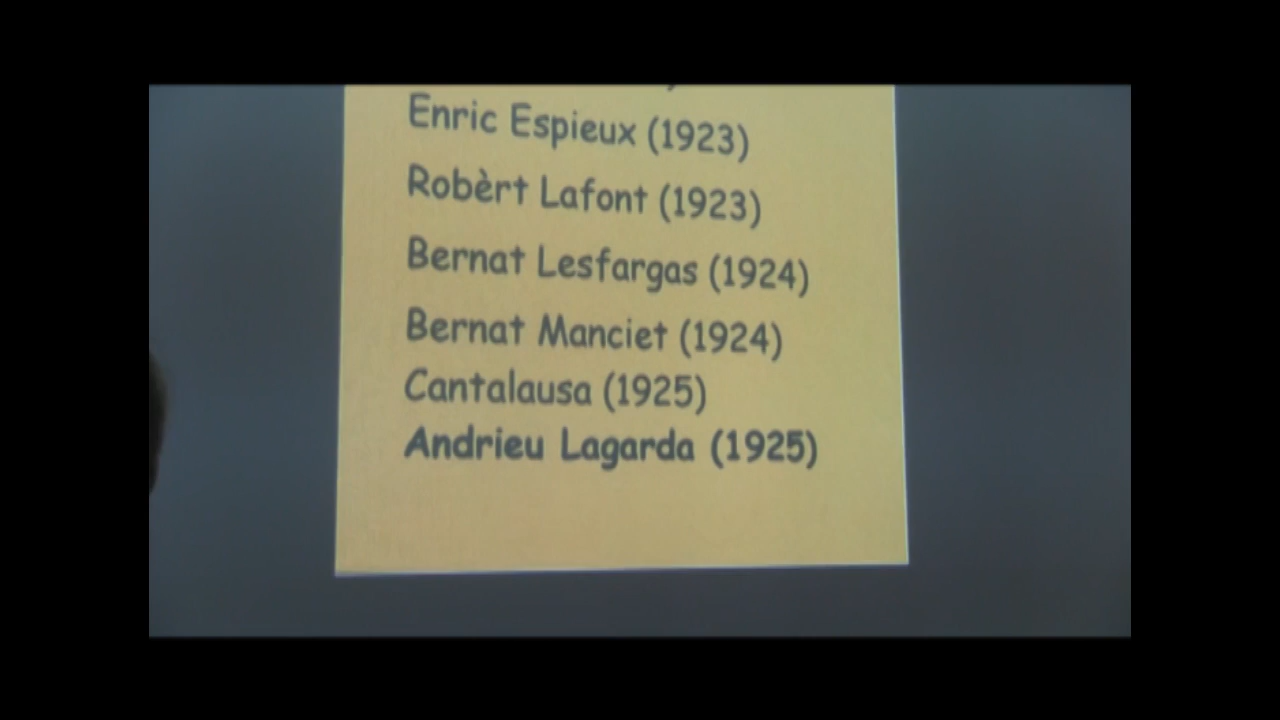 Enric Espieux (1923)
Robèrt Lafont (1923)
Bernat Lesfargas (1924)
Bernat Manciet (1924)
Cantalausa (1925)
Andrieu Lagarda (1925)